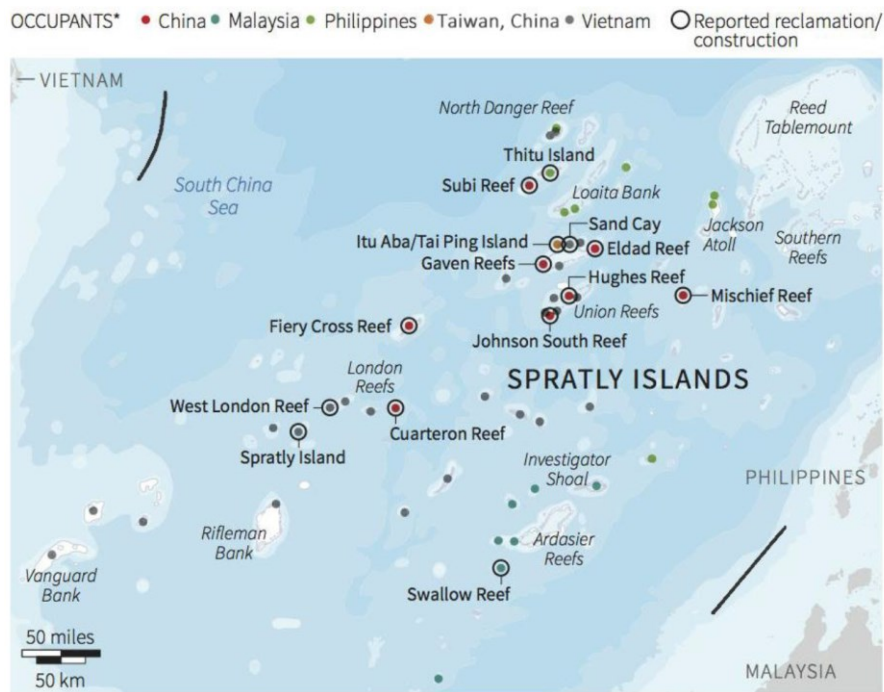 OCCUPANTS* China Malaysia Philippines Taiwan, China Vietnam Reported reclamation/
construction
VIETNAM
North Danger Reef
Reed
Tablemount
Thitu Island
Subi Reef
South China
Sea
Loaita Bank
Sand Cay
Itu Aba/Tai Ping Island
Eldad Reef
Jackson
Atoll
Southern
Reefs
Gaven Reefs
Hughes Reef
Mischief Reef
Union Reefs
Fiery Cross Reef
Johnson South Reef
London
Reefs
SPRATLY ISLANDS
West London Reef
Cuarteron Reef
Spratly Island
Investigator
Shoal
PHILIPPINES
Rifleman
Bank
Ardasier
Reefs
Vanguard
Bank
Swallow Reef
50 miles
50 km
MALAYSIA